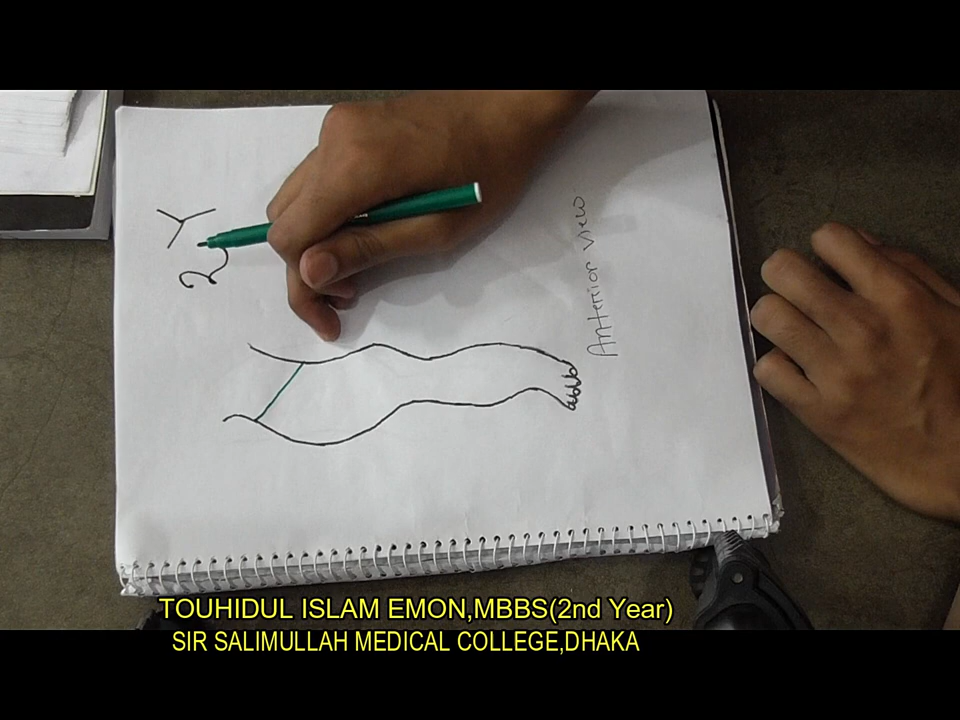 Anterior view
TOUHIDUL ISLAM EMON,MBBS(2nd Year)
SIR SALIMULLAH MEDICAL COLLEGE,DHAKA